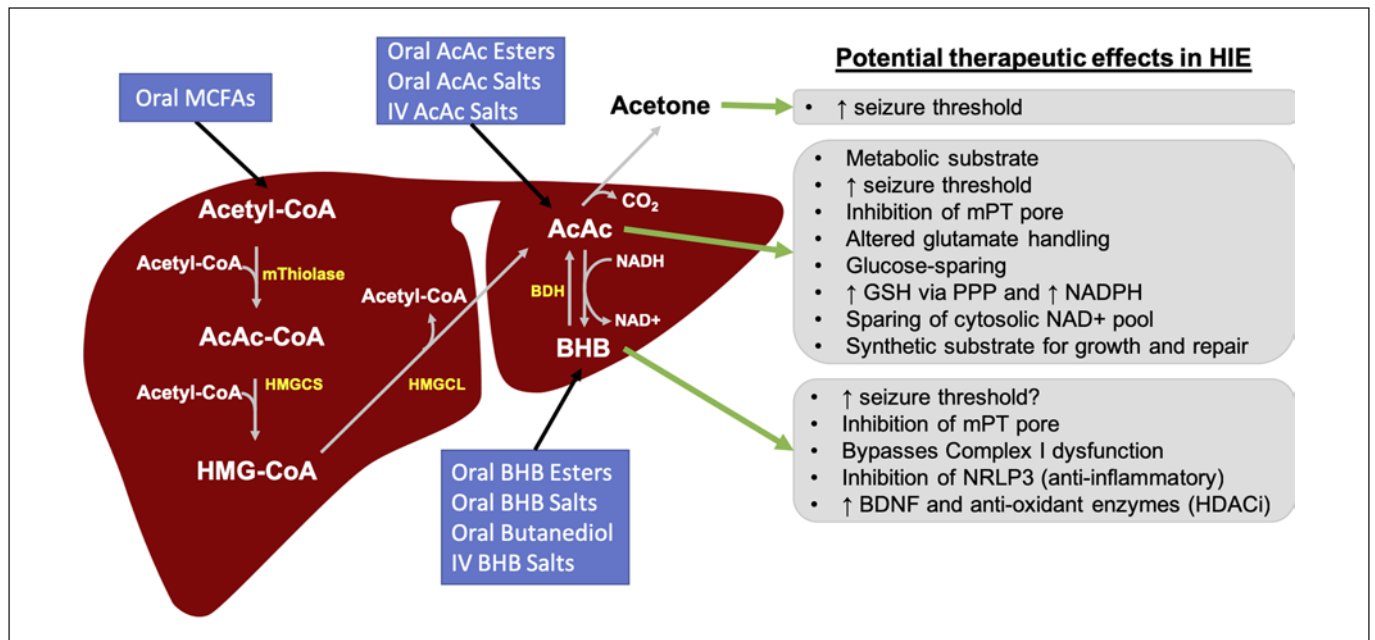 Oral MCFAs
Oral AcAc Esters
Oral AcAc Salts
IV AcAc Salts
Acetyl-CoA
Acetyl-CoA
mThiolase
AcAc-CoA
Acetyl-CoA
HMGCS
HMG-CoA
Acetyl-CoA
HMGCL
Acetone
CO₂
AcAc
NADH
BDH
NAD+
BHB
Oral BHB Esters
Oral BHB Salts
Oral Butanediol
IV BHB Salts
Potential therapeutic effects in HIE
• ↑ seizure threshold
• Metabolic substrate
• ↑ seizure threshold
• Inhibition of mPT pore
• Altered glutamate handling
• Glucose-sparing
• ↑ GSH via PPP and ↑ NADPH
• Sparing of cytosolic NAD+ pool
• Synthetic substrate for growth and repair
• ↑ seizure threshold?
• Inhibition of mPT pore
• Bypasses Complex I dysfunction
• Inhibition of NRLP3 (anti-inflammatory)
• ↑ BDNF and anti-oxidant enzymes (HDACi)